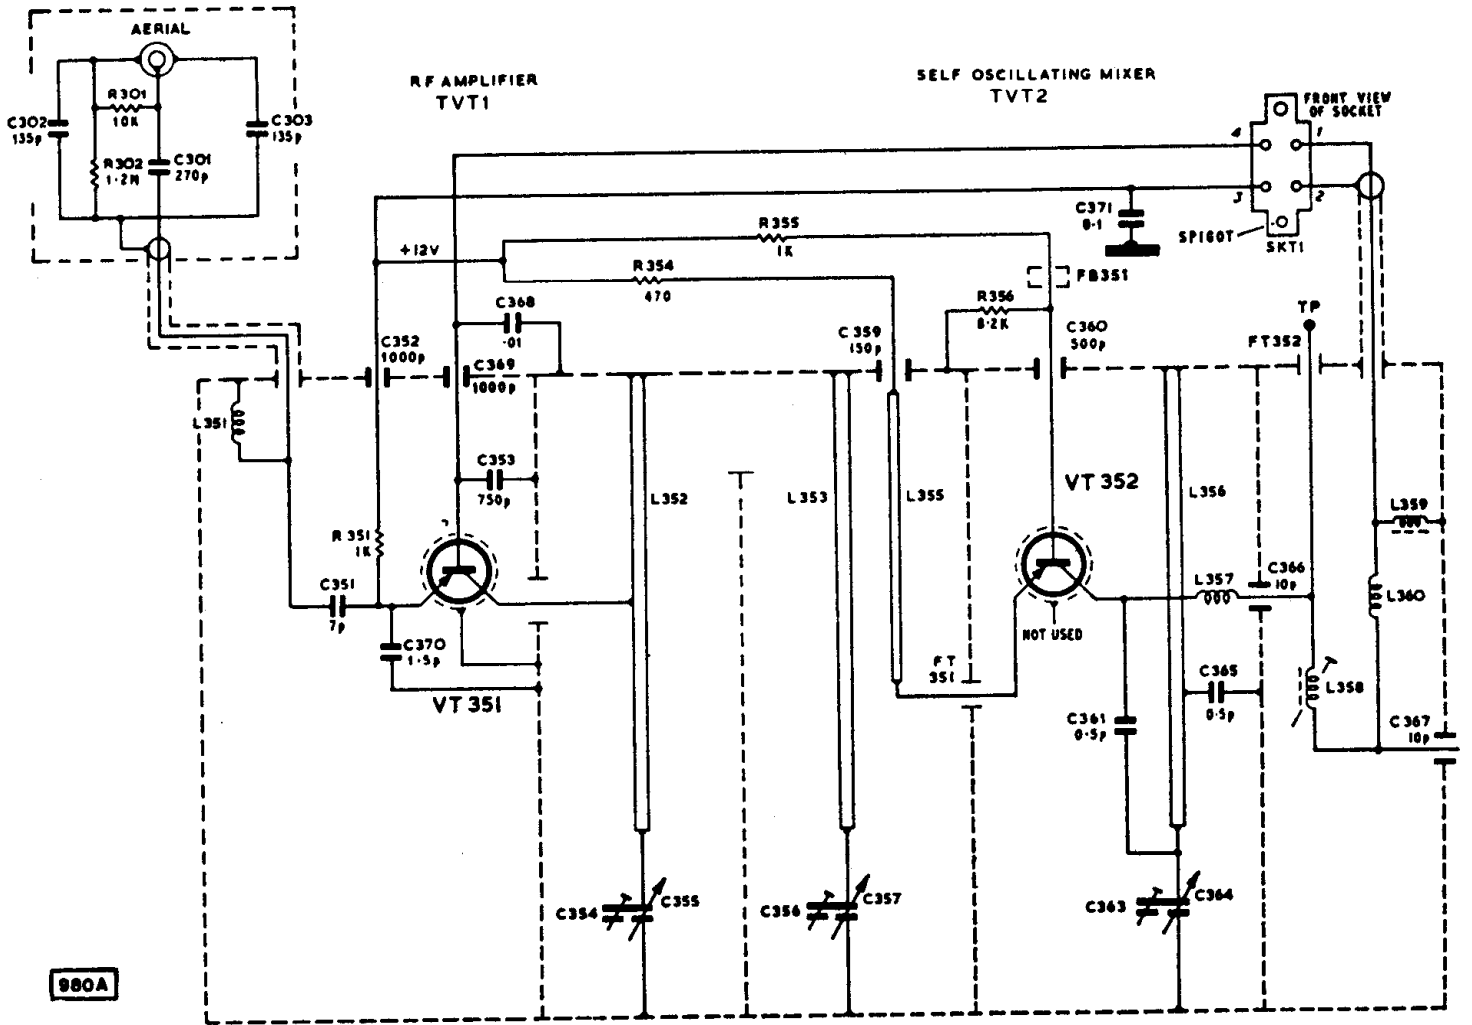 AERIAL
R301
10K
C302
135p
C303
135p
R302
1·2M
C301
270p
RF AMPLIFIER
TVT1
SELF OSCILLATING MIXER
TVT2
FRONT VIEW
OF SOCKET
4
1
3
2
SPIGOT
SKT1
C371
0·1
R355
1K
+12V
R354
470
FB351
R356
8·2K
C368
·01
C352
1000p
C369
1000p
C359
150p
C360
500p
TP
FT352
L351
C353
750p
L352
L353
L355
VT 352
L356
L359
R351
1K
C351
7p
C370
1·5p
VT 351
NOT USED
L357
C366
10p
L360
FT
351
C361
0·5p
C365
0·5p
L358
C367
10p
C354
C355
C356
C357
C363
C364
980A